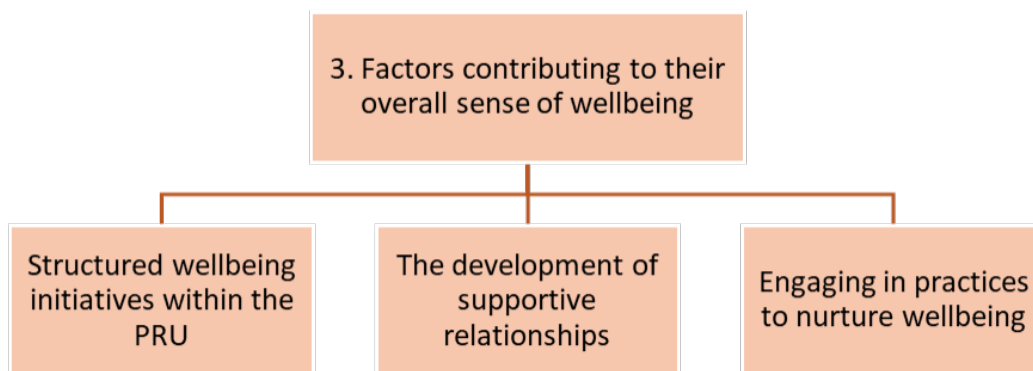 3. Factors contributing to their
overall sense of wellbeing
Structured wellbeing
initiatives within the
PRU
The development of
supportive
relationships
Engaging in practices
to nurture wellbeing